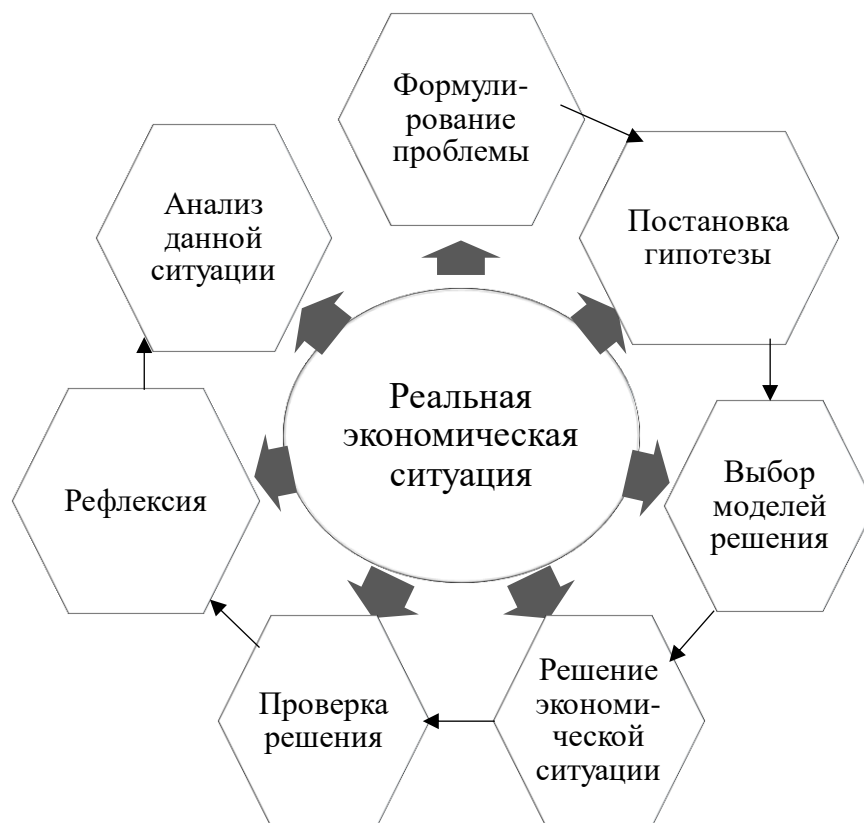 Формули-
рование
проблемы
Постановка
гипотезы
Выбор
моделей
решения
Решение
экономи-
ческой
ситуации
Проверка
решения
Рефлексия
Анализ
данной
ситуации
Реальная
экономическая
ситуация